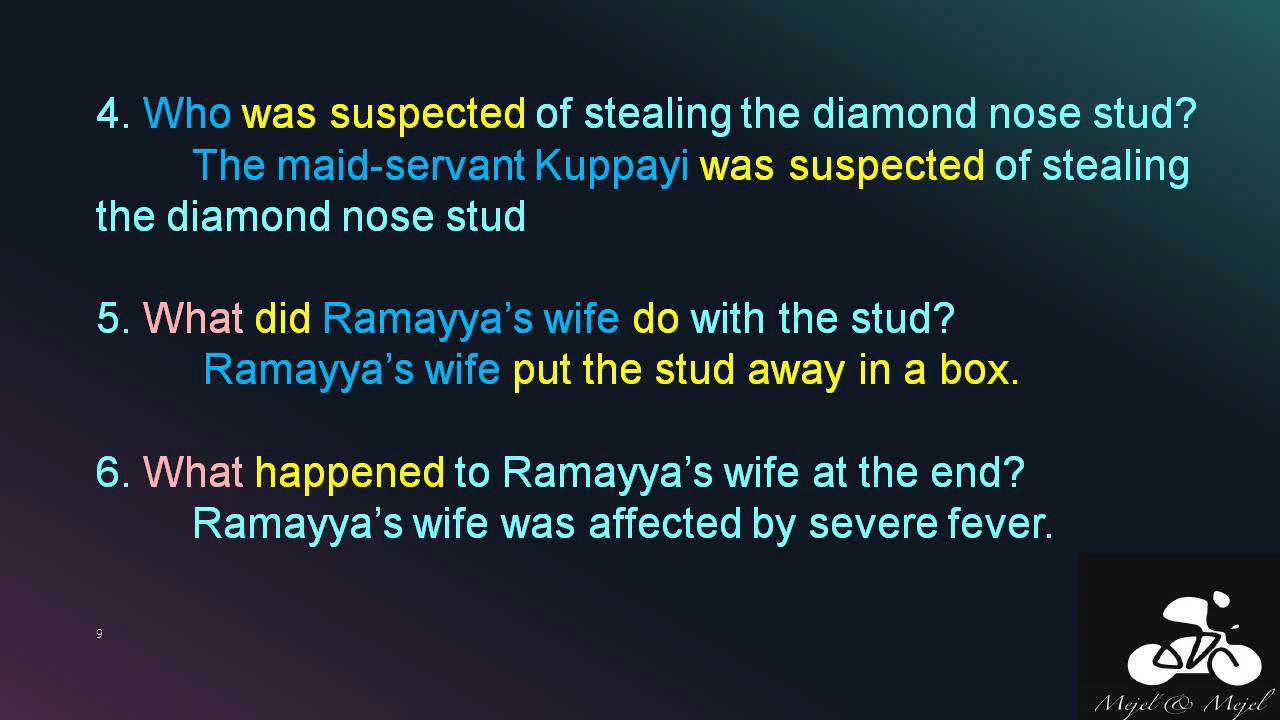 4. Who was suspected of stealing the diamond nose stud?
The maid-servant Kuppayi was suspected of stealing
the diamond nose stud
5. What did Ramayya’s wife do with the stud?
Ramayya’s wife put the stud away in a box.
6. What happened to Ramayya’s wife at the end?
Ramayya’s wife was affected by severe fever.
9
Mejel & Mejel